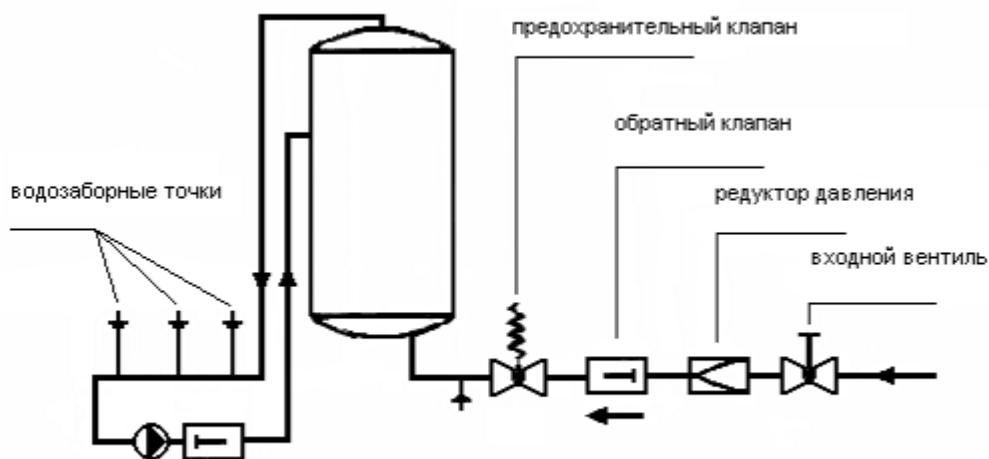 предохранительный клапан
обратный клапан
водозаборные точки
редуктор давления
входной вентиль